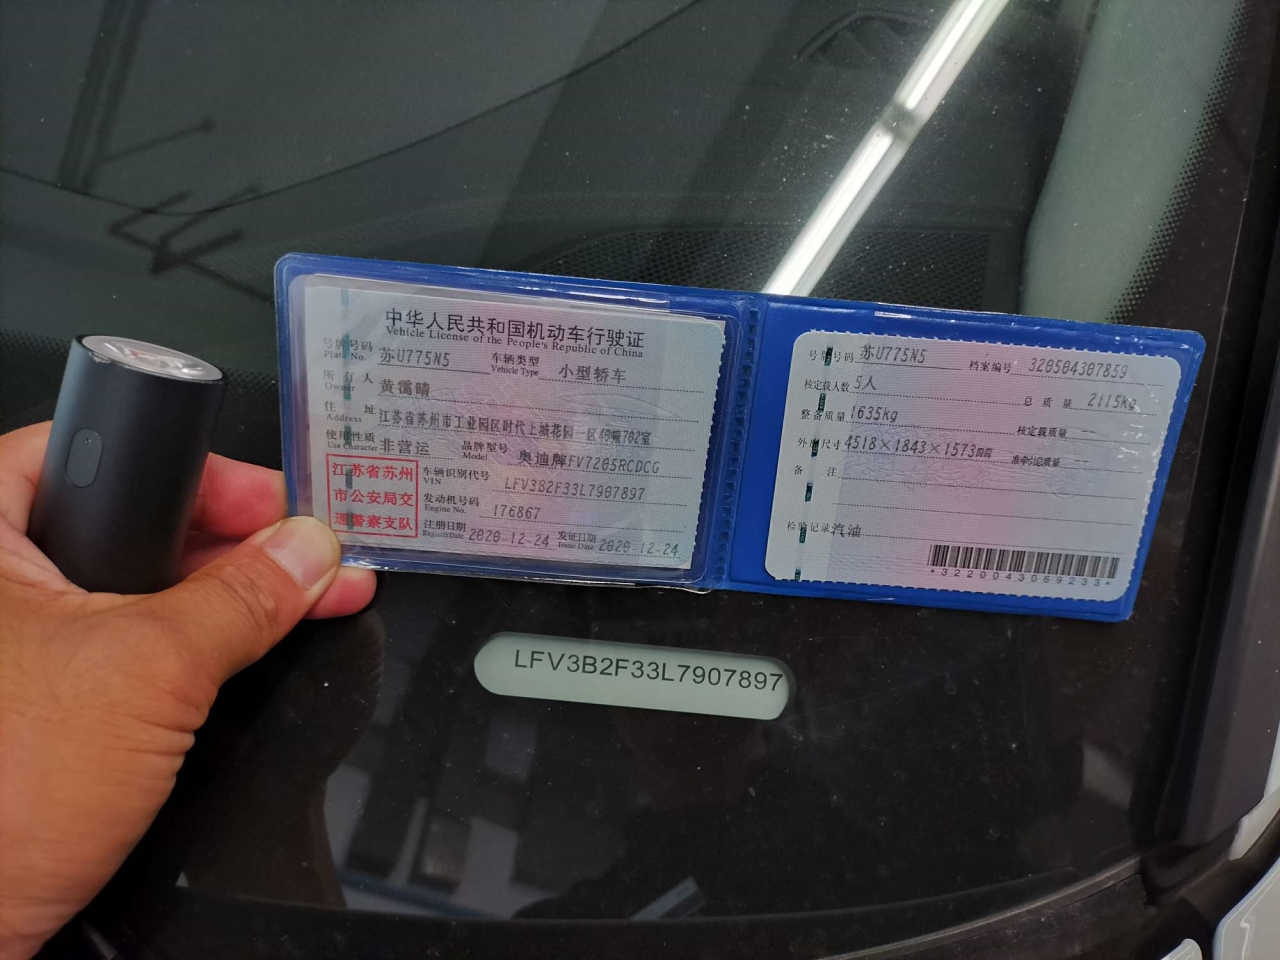 中华人民共和国机动车行驶证
Vehicle License of the People's Republic of China
号牌号码 苏U775N5 车辆类型 小型轿车
Plate No. Vehicle Type
所有人 黄霭晴
Owner
住址 江苏省苏州市工业园区时代上城花园一区40幢702室
Address
使用性质 非营运 品牌型号 奥迪牌FV7205RCDCG
Use Character Model
江苏省苏州
市公安局交
通警察支队
车辆识别代号 LFV3B2F33L7907897
VIN
发动机号码 176867
Engine No.
注册日期 2020-12-24 发证日期 2020-12-24
Register Date Issue Date
号牌号码 苏U775N5 档案编号 320504307859
核定载人数 5人 总质量 2115kg
整备质量 1635kg 核定载质量 --
外廓尺寸 4518×1843×1573mm 准牵引总质量 --
备注
检验记录 汽油
*3220043069233*
LFV3B2F33L7907897